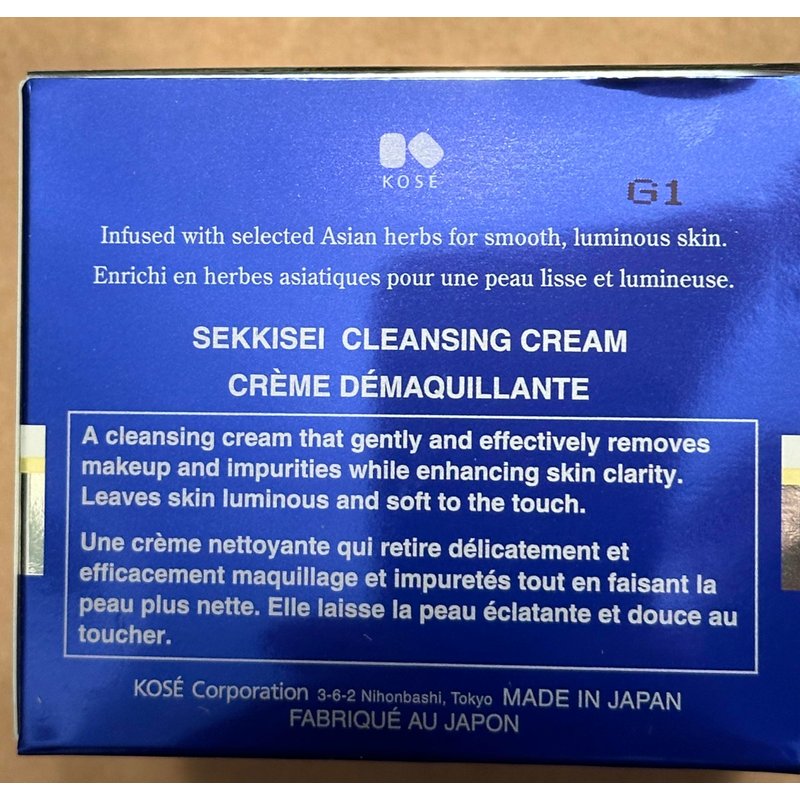 KOSÉ
G1
Infused with selected Asian herbs for smooth, luminous skin.
Enrichi en herbes asiatiques pour une peau lisse et lumineuse.
SEKKISEI CLEANSING CREAM
CRÈME DÉMAQUILLANTE
A cleansing cream that gently and effectively removes
makeup and impurities while enhancing skin clarity.
Leaves skin luminous and soft to the touch.
Une crème nettoyante qui retire délicatement et
efficacement maquillage et impuretés tout en faisant la
peau plus nette. Elle laisse la peau éclatante et douce au
toucher.
KOSÉ Corporation 3-6-2 Nihonbashi, Tokyo MADE IN JAPAN
FABRIQUÉ AU JAPON